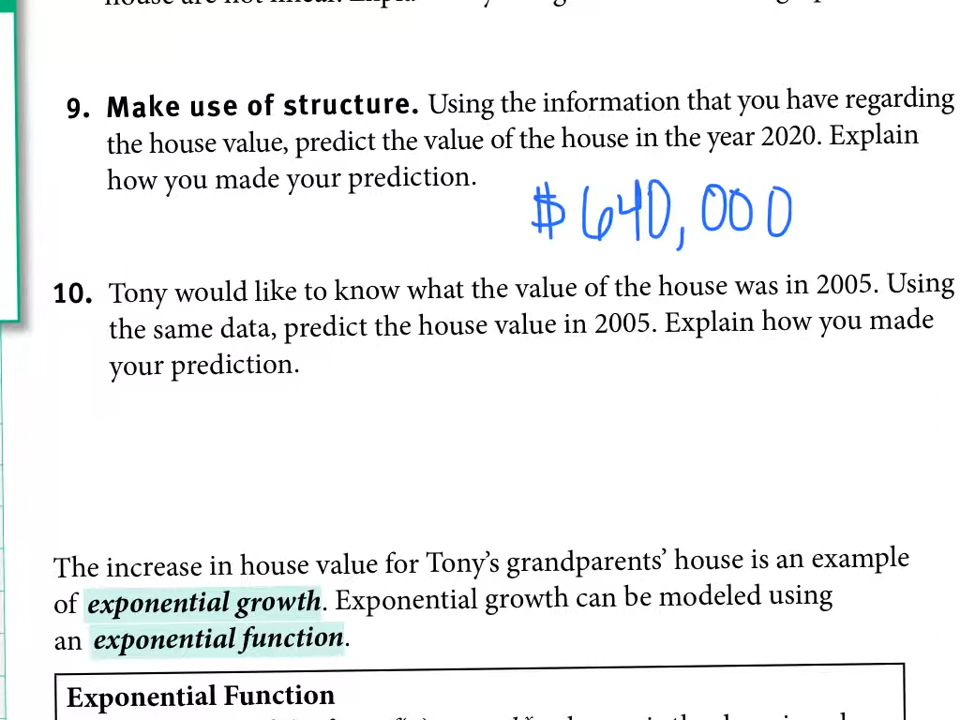 9. Make use of structure. Using the information that you have regarding
the house value, predict the value of the house in the year 2020. Explain
how you made your prediction.
$640,000
10. Tony would like to know what the value of the house was in 2005. Using
the same data, predict the house value in 2005. Explain how you made
your prediction.
The increase in house value for Tony's grandparents' house is an example
of exponential growth. Exponential growth can be modeled using
an exponential function.
Exponential Function